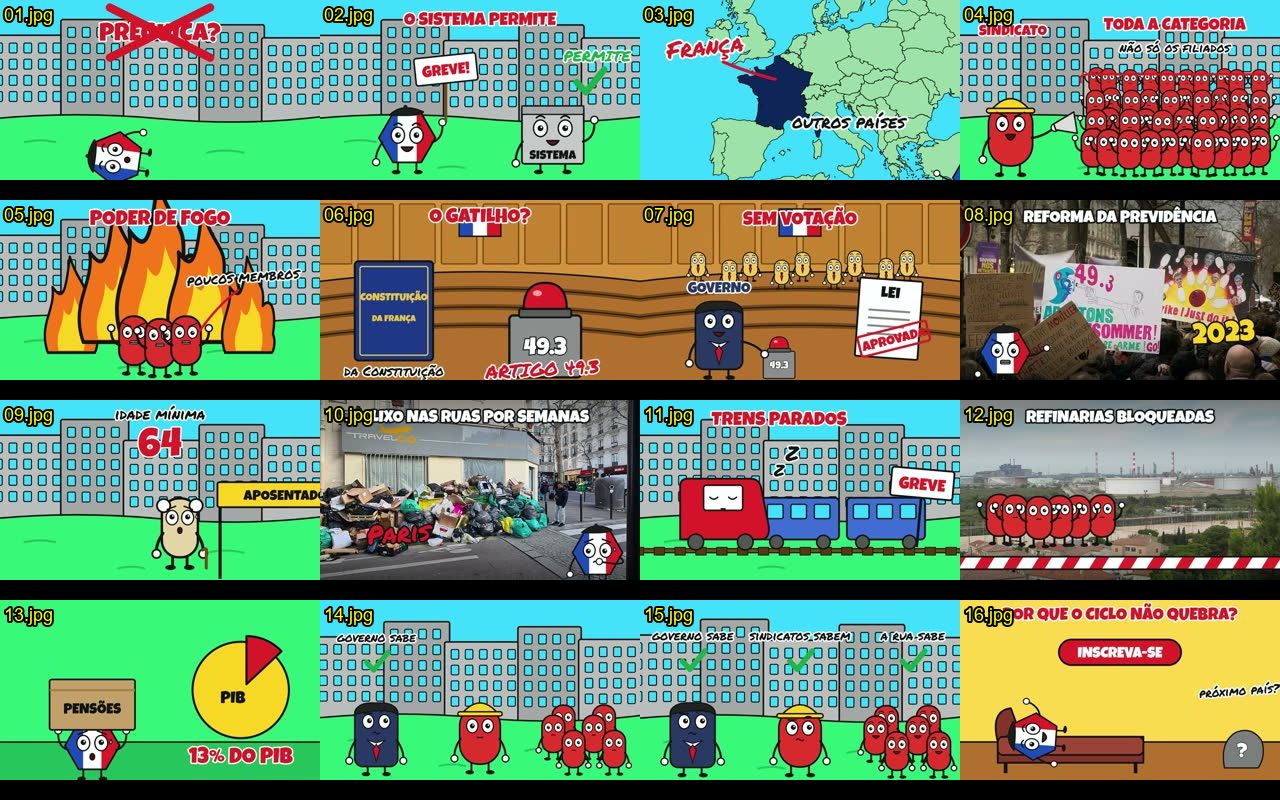 01.jpg
PREGUIÇA?
02.jpg
O SISTEMA PERMITE
GREVE!
PERMITE
SISTEMA
03.jpg
FRANÇA
OUTROS PAÍSES
04.jpg
SINDICATO
TODA A CATEGORIA
NÃO SÓ OS FILIADOS
05.jpg
PODER DE FOGO
POUCOS MEMBROS
06.jpg
O GATILHO?
CONSTITUIÇÃO
DA FRANÇA
49.3
DA CONSTITUIÇÃO
ARTIGO 49.3
07.jpg
SEM VOTAÇÃO
GOVERNO
LEI
APROVADA
49.3
08.jpg
REFORMA DA PREVIDÊNCIA
49.3
SOMMER!
2023
09.jpg
IDADE MÍNIMA
64
APOSENTADO
10.jpg
LIXO NAS RUAS POR SEMANAS
TRAVEL
PARIS
11.jpg
TRENS PARADOS
Z
Z
GREVE
12.jpg
REFINARIAS BLOQUEADAS
13.jpg
PENSÕES
PIB
13% DO PIB
14.jpg
GOVERNO SABE
15.jpg
GOVERNO SABE
SINDICATOS SABEM
A RUA SABE
16.jpg
POR QUE O CICLO NÃO QUEBRA?
INSCREVA-SE
PRÓXIMO PAÍS?
?